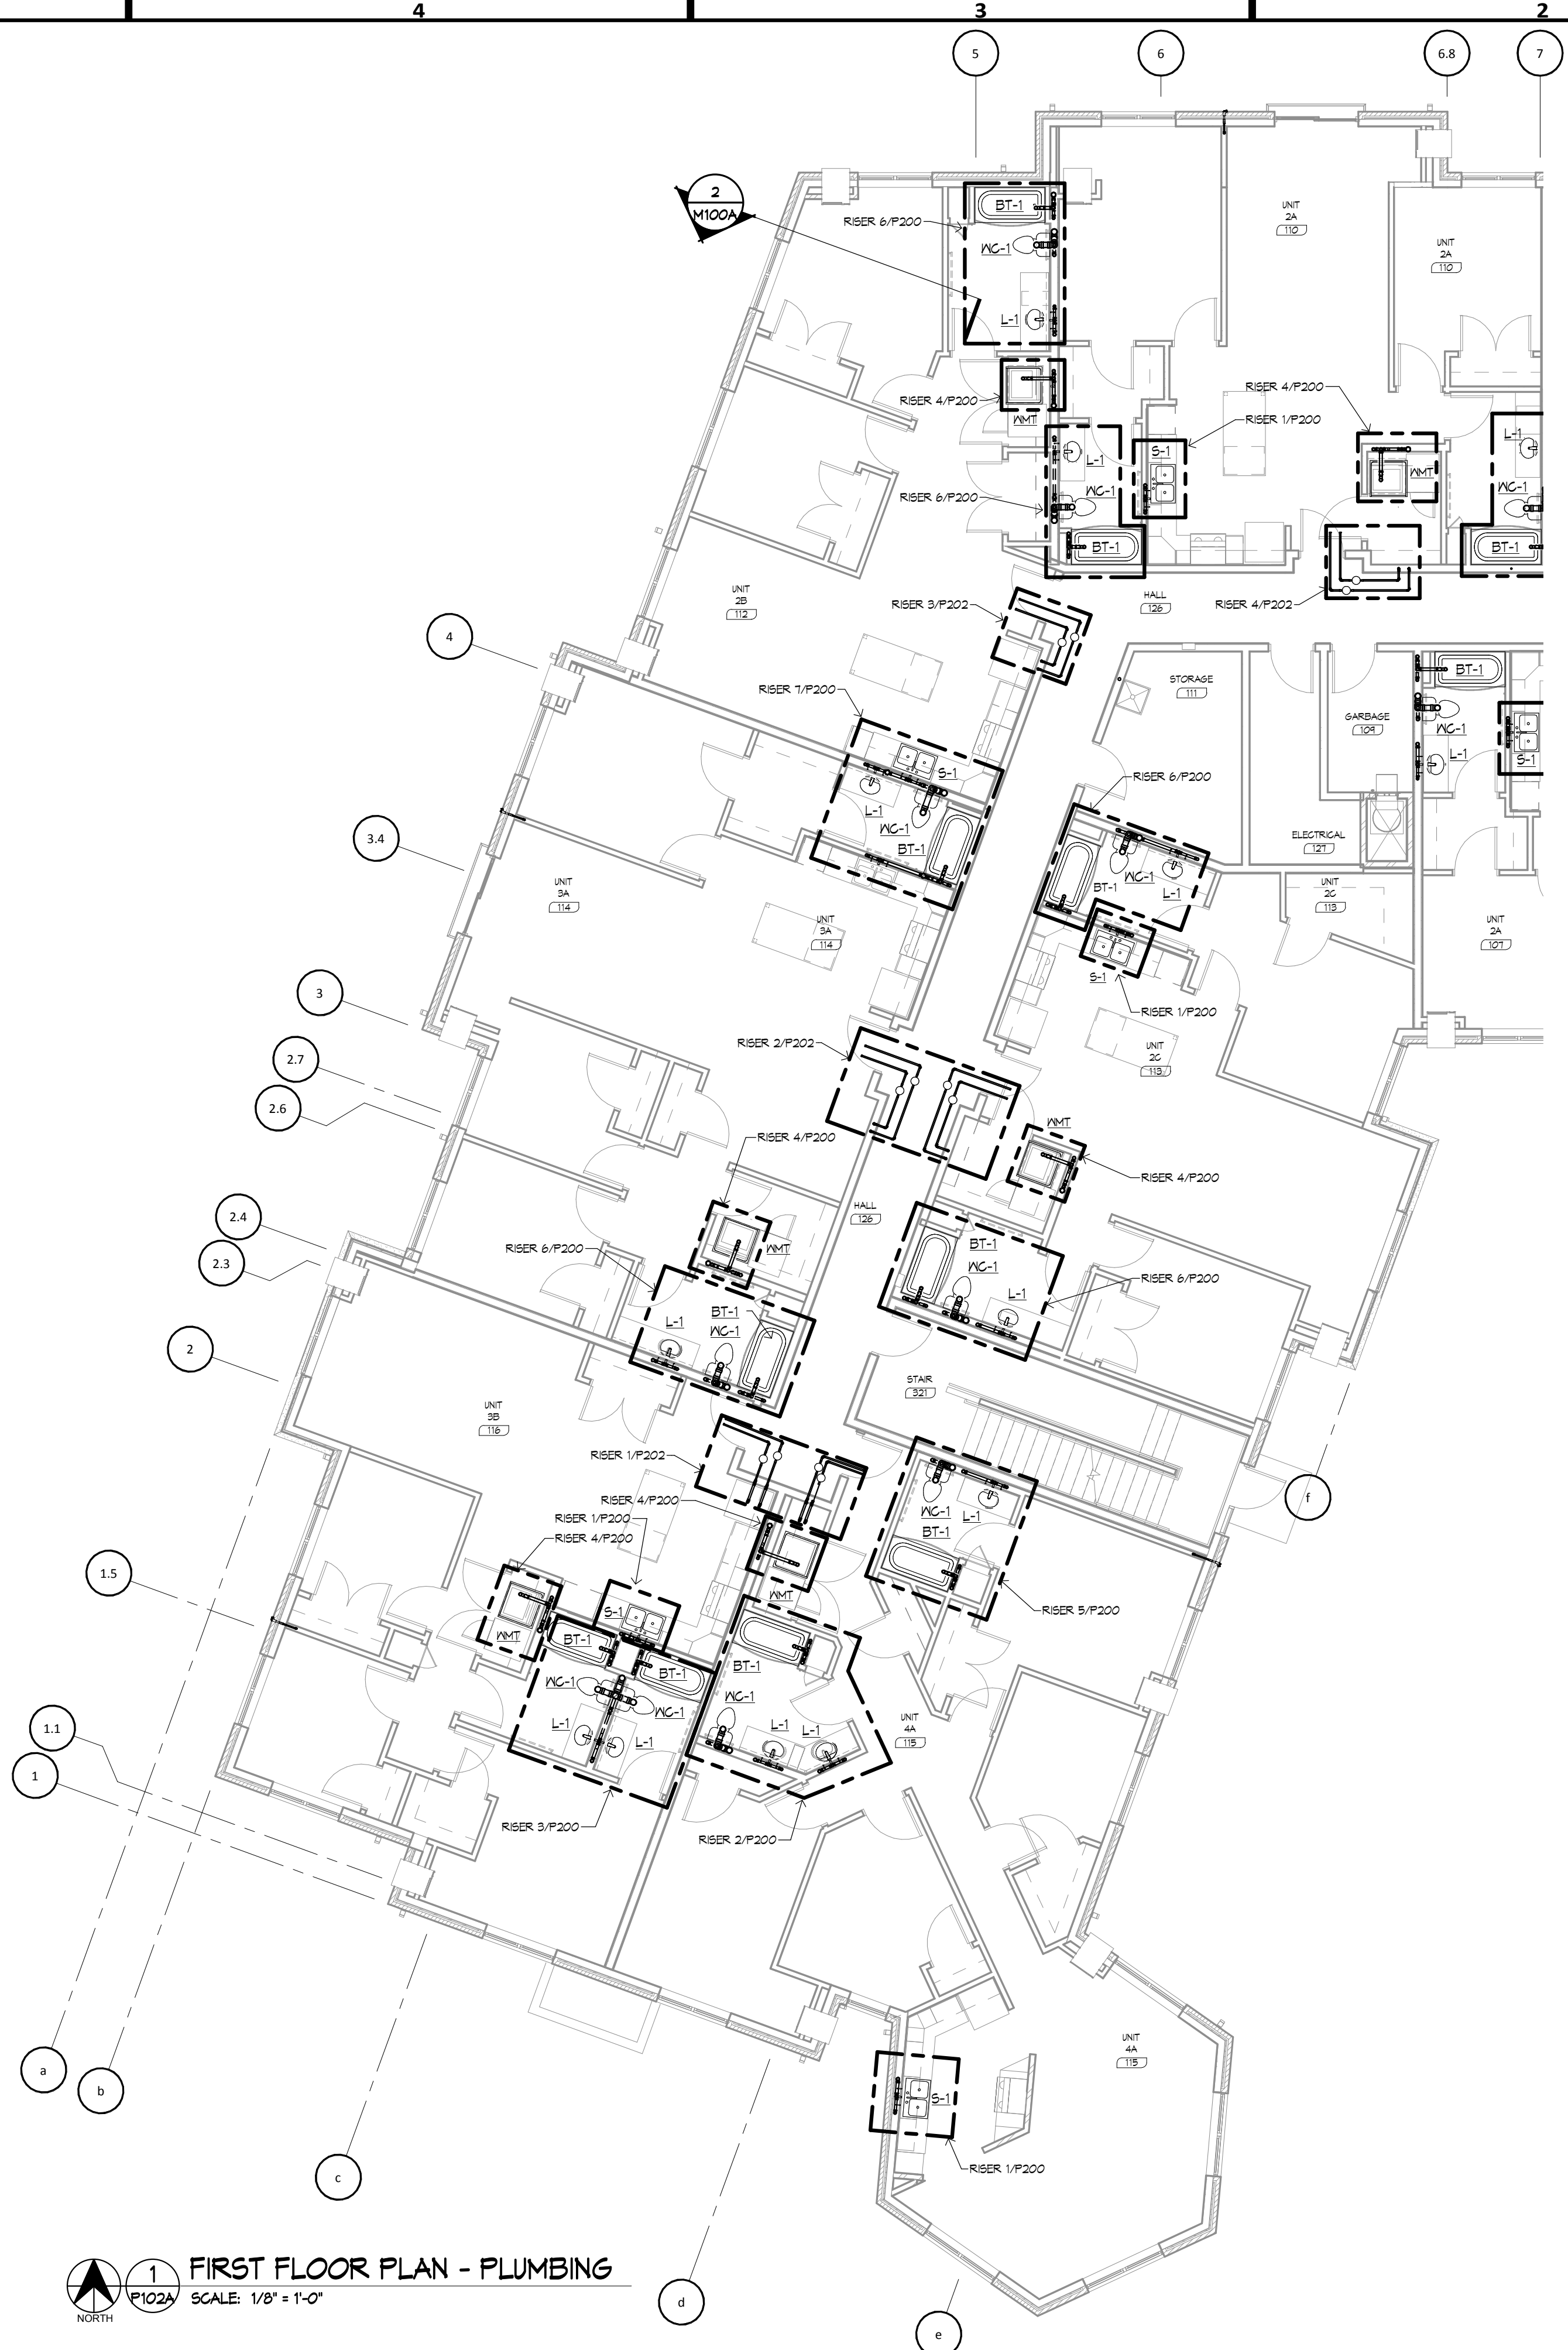 4
3
2
5
6
6.8
7
2
M100A
RISER 6/P200
BT-1
WC-1
L-1
UNIT
2A
110
UNIT
2A
110
RISER 4/P200
WMT
RISER 4/P200
RISER 1/P200
L-1
S-1
WC-1
BT-1
RISER 6/P200
WMT
L-1
WC-1
BT-1
UNIT
2B
112
RISER 3/P202
HALL
126
RISER 4/P202
4
STORAGE
111
BT-1
RISER 7/P200
GARBAGE
109
WC-1
L-1
S-1
S-1
L-1
WC-1
BT-1
RISER 6/P200
3.4
ELECTRICAL
127
WC-1
BT-1
L-1
UNIT
3A
114
UNIT
2C
113
UNIT
3A
114
UNIT
2A
107
S-1
RISER 1/P200
3
2.7
2.6
RISER 2/P202
UNIT
2C
113
WMT
RISER 4/P200
RISER 4/P200
2.4
2.3
HALL
126
RISER 6/P200
WMT
BT-1
WC-1
L-1
RISER 6/P200
BT-1
WC-1
L-1
2
STAIR
321
UNIT
3B
116
RISER 1/P202
RISER 4/P200
RISER 1/P200
RISER 4/P200
WC-1
L-1
BT-1
f
1.5
WMT
RISER 5/P200
S-1
WMT
BT-1
BT-1
BT-1
WC-1
WC-1
WC-1
L-1
L-1
L-1
L-1
UNIT
4A
115
1.1
1
RISER 3/P200
RISER 2/P200
UNIT
4A
115
a
b
S-1
RISER 1/P200
c
d
e
1
P102A
FIRST FLOOR PLAN - PLUMBING
SCALE: 1/8" = 1'-0"
NORTH